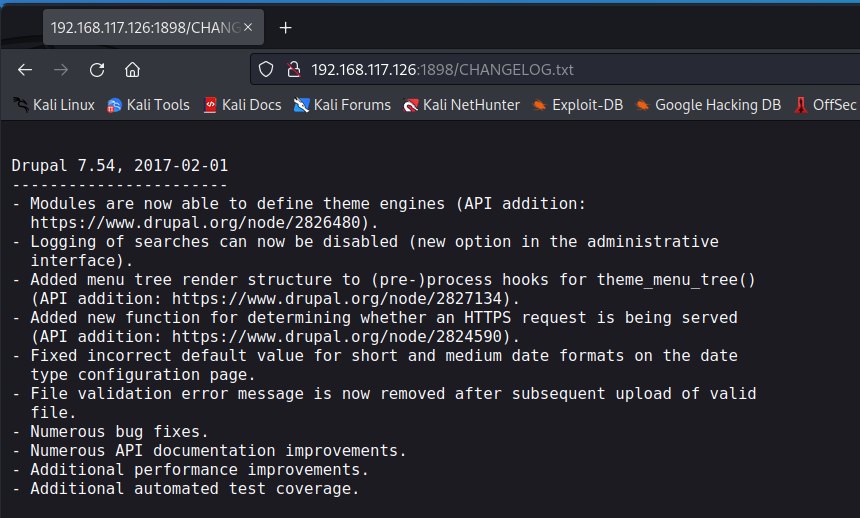 192.168.117.126:1898/CHANG
192.168.117.126:1898/CHANGELOG.txt
Kali Linux Kali Tools Kali Docs Kali Forums Kali NetHunter Exploit-DB Google Hacking DB OffSec
Drupal 7.54, 2017-02-01
-----------------------
- Modules are now able to define theme engines (API addition:
https://www.drupal.org/node/2826480).
- Logging of searches can now be disabled (new option in the administrative
interface).
- Added menu tree render structure to (pre-)process hooks for theme_menu_tree()
(API addition: https://www.drupal.org/node/2827134).
- Added new function for determining whether an HTTPS request is being served
(API addition: https://www.drupal.org/node/2824590).
- Fixed incorrect default value for short and medium date formats on the date
type configuration page.
- File validation error message is now removed after subsequent upload of valid
file.
- Numerous bug fixes.
- Numerous API documentation improvements.
- Additional performance improvements.
- Additional automated test coverage.